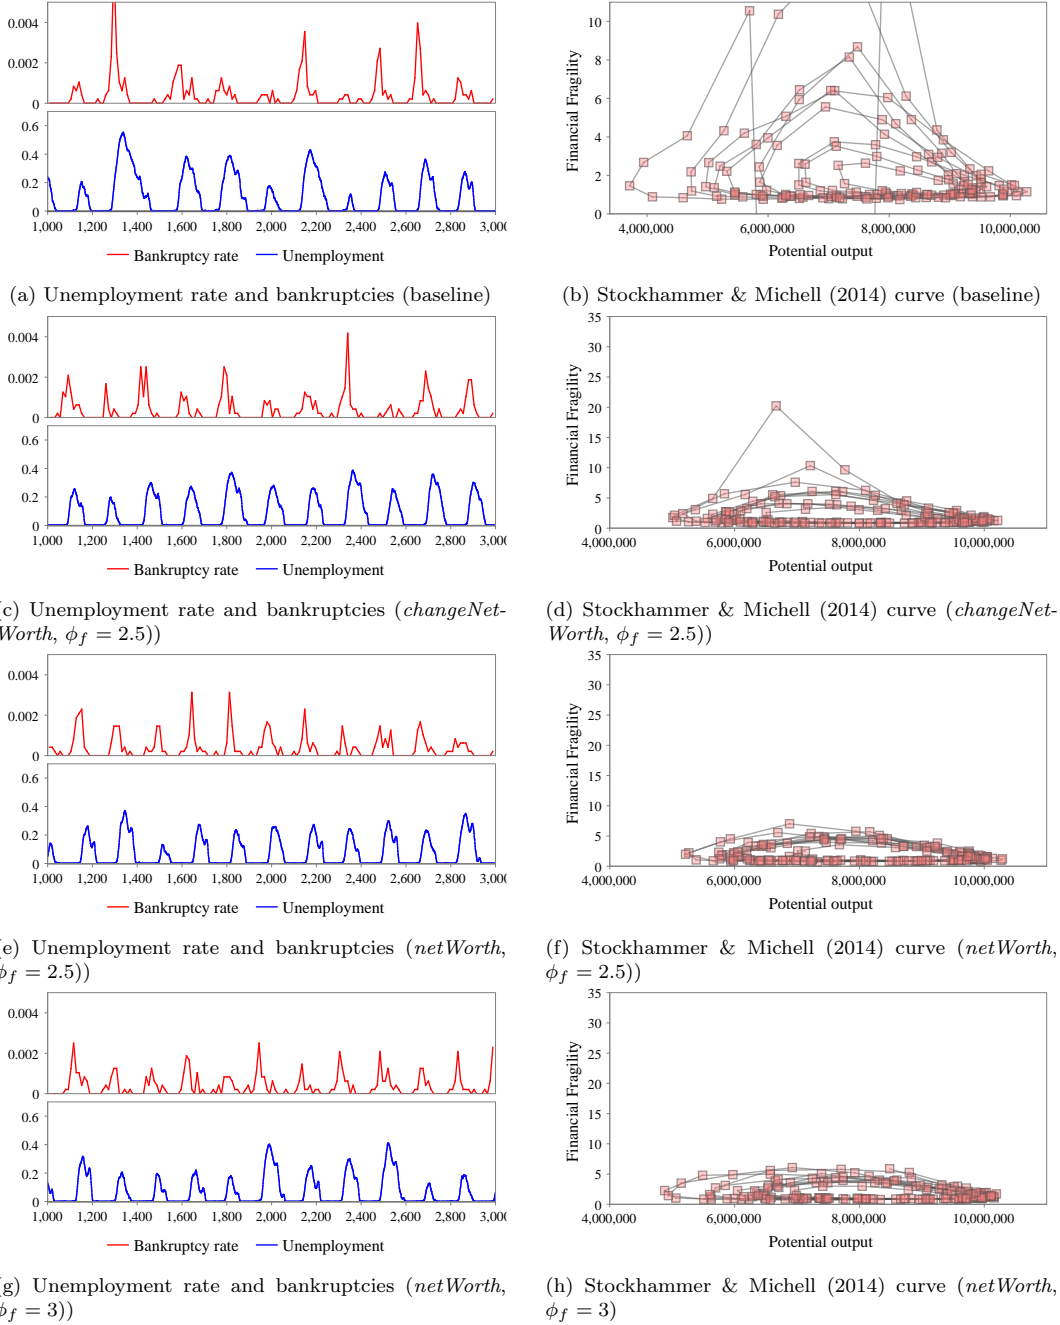 0.004
0.002
0
0.6
0.4
0.2
0
1,000 1,200 1,400 1,600 1,800 2,000 2,200 2,400 2,600 2,800 3,00
Bankruptcy rate Unemployment
(a) Unemployment rate and bankruptcies (baseline)
10
8
6
4
2
0
Financial Fragility
4,000,000 6,000,000 8,000,000 10,000,000
Potential output
(b) Stockhammer & Michell (2014) curve (baseline)
0.004
0.002
0
0.6
0.4
0.2
0
1,000 1,200 1,400 1,600 1,800 2,000 2,200 2,400 2,600 2,800 3,00
Bankruptcy rate Unemployment
(c) Unemployment rate and bankruptcies (changeNet-
Worth, ϕf = 2.5))
35
30
25
20
15
10
5
0
Financial Fragility
4,000,000 6,000,000 8,000,000 10,000,000
Potential output
(d) Stockhammer & Michell (2014) curve (changeNet-
Worth, ϕf = 2.5))
0.004
0.002
0
0.6
0.4
0.2
0
1,000 1,200 1,400 1,600 1,800 2,000 2,200 2,400 2,600 2,800 3,00
Bankruptcy rate Unemployment
(e) Unemployment rate and bankruptcies (netWorth,
ϕf = 2.5))
35
30
25
20
15
10
5
0
Financial Fragility
4,000,000 6,000,000 8,000,000 10,000,000
Potential output
(f) Stockhammer & Michell (2014) curve (netWorth,
ϕf = 2.5))
0.004
0.002
0
0.6
0.4
0.2
0
1,000 1,200 1,400 1,600 1,800 2,000 2,200 2,400 2,600 2,800 3,00
Bankruptcy rate Unemployment
(g) Unemployment rate and bankruptcies (netWorth,
ϕf = 3))
35
30
25
20
15
10
5
0
Financial Fragility
4,000,000 6,000,000 8,000,000 10,000,000
Potential output
(h) Stockhammer & Michell (2014) curve (netWorth,
ϕf = 3)